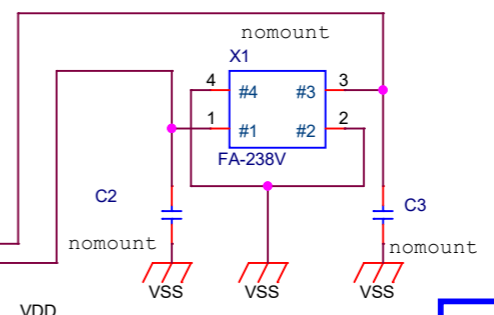 nomount
X1
4 #4 #3 3
1 #1 #2 2
FA-238V
C2
C3
nomount
nomount
VSS VSS VSS
VDD